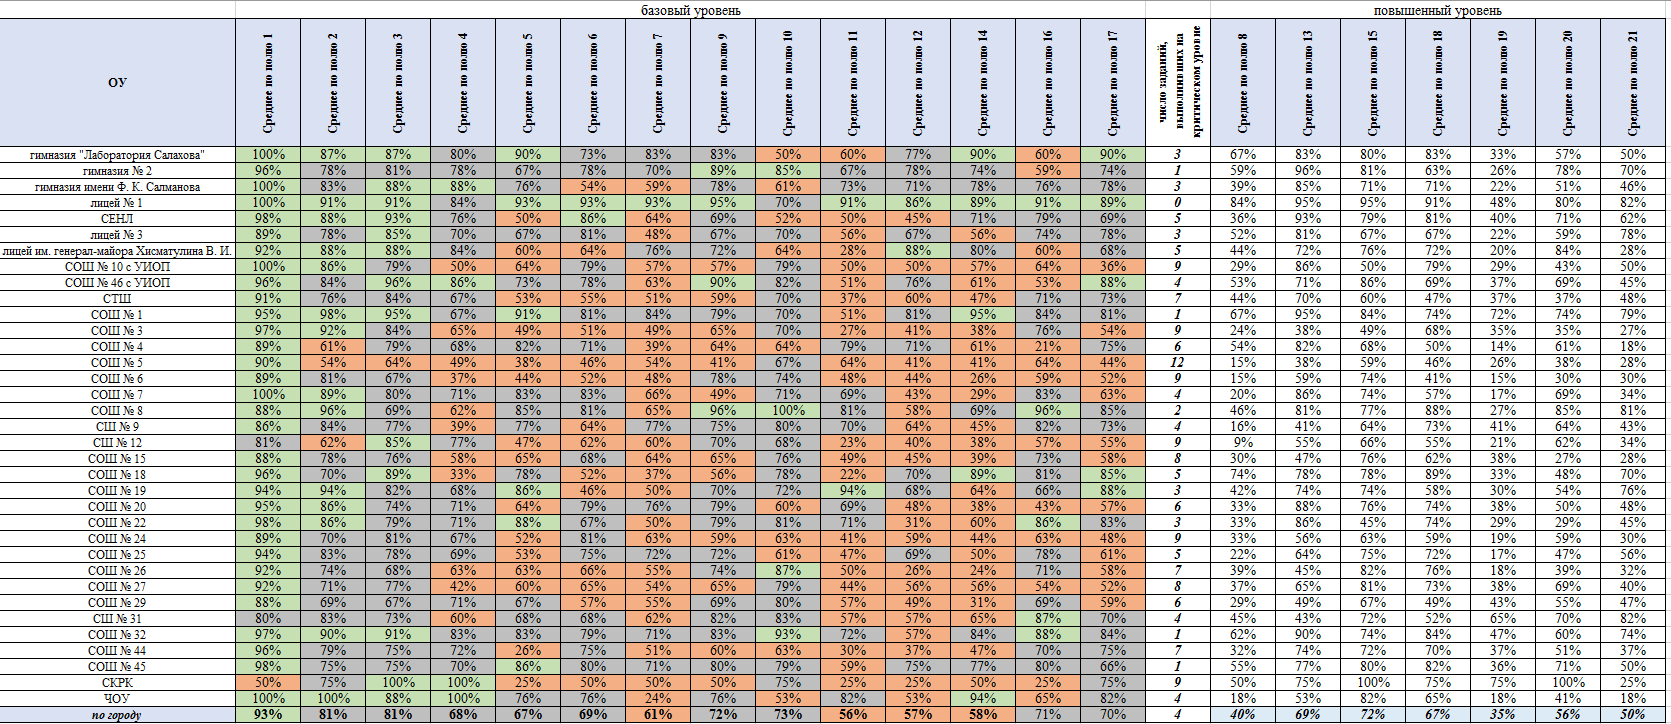 базовый уровень повышенный уровень
ОУ Среднее по полю 1 Среднее по полю 2 Среднее по полю 3 Среднее по полю 4 Среднее по полю 5 Среднее по полю 6 Среднее по полю 7 Среднее по полю 9 Среднее по полю 10 Среднее по полю 11 Среднее по полю 12 Среднее по полю 14 Среднее по полю 16 Среднее по полю 17 число заданий, выполнивших на критическом уровне Среднее по полю 8 Среднее по полю 13 Среднее по полю 15 Среднее по полю 18 Среднее по полю 19 Среднее по полю 20 Среднее по полю 21
гимназия "Лаборатория Салахова" 100% 87% 87% 80% 90% 73% 83% 83% 50% 60% 77% 90% 60% 90% 3 67% 83% 80% 83% 33% 57% 50%
гимназия № 2 96% 78% 81% 78% 67% 78% 70% 89% 85% 67% 78% 74% 59% 74% 1 59% 96% 81% 63% 26% 78% 70%
гимназия имени Ф. К. Салманова 100% 83% 88% 88% 76% 54% 59% 78% 61% 73% 71% 78% 76% 78% 3 39% 85% 71% 71% 22% 51% 46%
лицей № 1 100% 91% 91% 84% 93% 93% 93% 95% 70% 91% 86% 89% 91% 89% 0 84% 93% 95% 91% 48% 80% 82%
СЕНЛ 98% 88% 93% 76% 50% 86% 64% 69% 52% 50% 45% 71% 79% 69% 5 36% 93% 79% 81% 40% 71% 62%
лицей № 3 89% 78% 85% 70% 67% 81% 48% 67% 70% 56% 67% 56% 74% 78% 3 52% 81% 67% 67% 22% 59% 78%
лицей им. генерал-майора Хисматулина В. И. 92% 88% 88% 84% 60% 64% 76% 72% 64% 28% 88% 80% 60% 68% 5 44% 72% 76% 72% 20% 84% 28%
СОШ № 10 с УИОП 100% 86% 79% 50% 64% 79% 57% 57% 79% 50% 50% 57% 64% 36% 9 29% 86% 50% 79% 29% 43% 50%
СОШ № 46 с УИОП 96% 84% 96% 86% 73% 78% 63% 90% 82% 51% 76% 61% 53% 88% 4 53% 71% 86% 69% 37% 69% 45%
СТШ 91% 76% 84% 67% 53% 55% 51% 59% 70% 37% 60% 47% 71% 73% 7 44% 70% 60% 47% 37% 37% 48%
СОШ № 1 95% 98% 95% 67% 91% 81% 84% 79% 70% 51% 81% 95% 84% 81% 1 67% 95% 84% 74% 72% 74% 79%
СОШ № 3 97% 92% 84% 65% 49% 51% 49% 65% 70% 27% 41% 38% 76% 54% 9 24% 38% 49% 68% 35% 35% 27%
СОШ № 4 89% 61% 79% 68% 82% 71% 39% 64% 64% 79% 71% 61% 21% 75% 6 54% 82% 68% 50% 14% 61% 18%
СОШ № 5 90% 54% 64% 49% 38% 46% 54% 41% 67% 64% 41% 41% 64% 44% 12 15% 38% 59% 46% 26% 38% 28%
СОШ № 6 89% 81% 67% 37% 44% 52% 48% 78% 74% 48% 44% 26% 59% 52% 9 15% 59% 74% 41% 15% 30% 30%
СОШ № 7 100% 89% 80% 71% 83% 83% 66% 49% 71% 69% 43% 29% 83% 63% 4 20% 86% 74% 57% 17% 69% 34%
СОШ № 8 88% 96% 69% 62% 85% 81% 65% 96% 100% 81% 58% 69% 96% 85% 2 46% 81% 77% 88% 27% 85% 81%
СШ № 9 86% 84% 77% 39% 77% 64% 77% 75% 80% 70% 64% 45% 82% 73% 4 16% 41% 64% 73% 41% 64% 43%
СШ № 12 81% 62% 85% 77% 47% 62% 60% 70% 68% 23% 40% 38% 57% 55% 9 9% 55% 66% 55% 21% 62% 34%
СОШ № 15 88% 78% 76% 58% 65% 68% 64% 65% 76% 49% 45% 39% 73% 58% 8 30% 47% 76% 62% 38% 27% 28%
СОШ № 18 96% 70% 89% 33% 78% 52% 37% 56% 78% 22% 70% 89% 81% 85% 5 74% 78% 78% 89% 33% 48% 70%
СОШ № 19 94% 94% 82% 68% 86% 46% 50% 70% 72% 94% 68% 64% 66% 88% 3 42% 74% 74% 58% 30% 54% 76%
СОШ № 20 95% 86% 74% 71% 64% 79% 76% 79% 60% 69% 48% 38% 43% 57% 6 33% 88% 76% 74% 38% 50% 48%
СОШ № 22 98% 86% 79% 71% 88% 67% 50% 79% 81% 71% 31% 60% 86% 83% 3 33% 86% 45% 74% 29% 29% 45%
СОШ № 24 89% 70% 81% 67% 52% 81% 63% 59% 63% 41% 59% 44% 63% 48% 9 33% 56% 63% 59% 19% 59% 30%
СОШ № 25 94% 83% 78% 69% 53% 75% 72% 72% 61% 47% 69% 50% 78% 61% 5 22% 64% 75% 72% 17% 47% 56%
СОШ № 26 92% 74% 68% 63% 63% 66% 55% 74% 87% 50% 26% 24% 71% 58% 7 39% 45% 82% 76% 18% 39% 32%
СОШ № 27 92% 71% 77% 42% 60% 65% 54% 65% 79% 44% 56% 56% 54% 52% 8 37% 65% 81% 73% 38% 69% 40%
СОШ № 29 88% 69% 67% 71% 67% 57% 55% 69% 80% 57% 49% 31% 69% 59% 6 29% 49% 67% 49% 43% 55% 47%
СШ № 31 80% 83% 73% 60% 68% 68% 62% 82% 83% 57% 57% 65% 87% 70% 4 45% 43% 72% 52% 65% 70% 82%
СОШ № 32 97% 90% 91% 83% 83% 79% 71% 83% 93% 72% 57% 84% 88% 84% 1 62% 90% 74% 84% 47% 60% 74%
СОШ № 44 96% 79% 75% 72% 26% 75% 51% 60% 63% 30% 37% 47% 70% 75% 7 32% 74% 72% 70% 37% 51% 37%
СОШ № 45 98% 75% 75% 70% 86% 80% 71% 80% 79% 59% 75% 77% 80% 66% 1 55% 77% 80% 82% 36% 71% 50%
СКРК 50% 75% 100% 100% 25% 50% 50% 50% 75% 25% 25% 50% 25% 75% 9 50% 75% 100% 75% 75% 100% 25%
ЧОУ 100% 100% 88% 100% 76% 76% 24% 76% 53% 82% 53% 94% 65% 82% 4 18% 53% 82% 65% 18% 41% 18%
по городу 93% 81% 81% 68% 67% 69% 61% 72% 73% 56% 57% 58% 71% 70% 4 40% 69% 72% 67% 35% 56% 50%